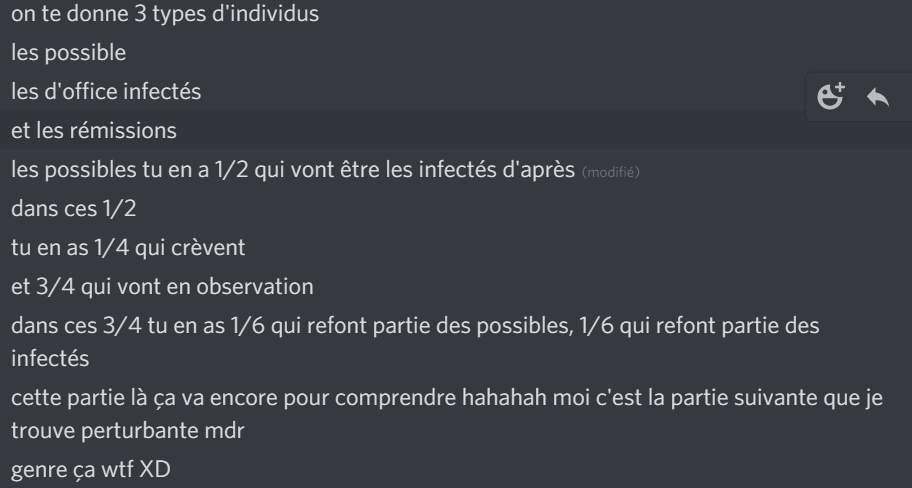 on te donne 3 types d'individus
les possible
les d'office infectés
et les rémissions
les possibles tu en a 1/2 qui vont être les infectés d'après (modifié)
dans ces 1/2
tu en as 1/4 qui crèvent
et 3/4 qui vont en observation
dans ces 3/4 tu en as 1/6 qui refont partie des possibles, 1/6 qui refont partie des
infectés
cette partie là ça va encore pour comprendre hahahah moi c'est la partie suivante que je
trouve perturbante mdr
genre ça wtf XD